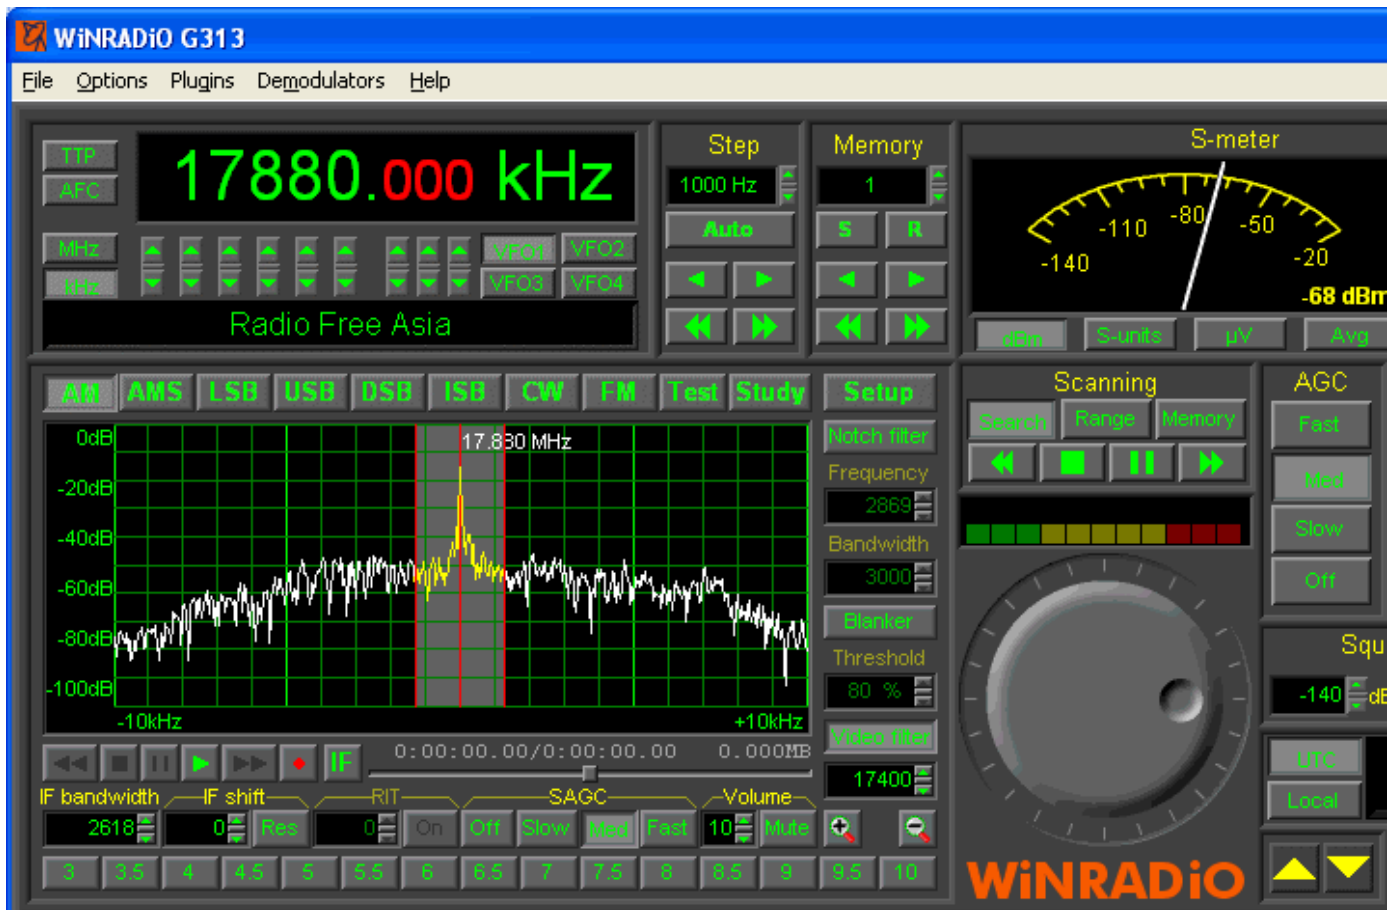 WiNRADiO G313
File Options Plugins Demodulators Help
TTP
AFC
17880.000 kHz
MHz
kHz
VFO1 VFO2
VFO3 VFO4
Radio Free Asia
Step
1000 Hz
Auto
Memory
1
S R
S-meter
-140 -110 -80 -50 -20
-68 dBm
dBm S-units µV Avg
AM AMS LSB USB DSB ISB CW FM Test Study
Setup
0dB
-20dB
-40dB
-60dB
-80dB
-100dB
17.880 MHz
-10kHz +10kHz
Notch filter
Frequency
2869
Bandwidth
3000
Blanker
Threshold
80 %
Video filter
17400
Scanning
Search Range Memory
AGC
Fast
Med
Slow
Off
Squ
-140 dB
UTC
Local
IF 0:00:00.00/0:00:00.00 0.000MB
IF bandwidth IF shift RIT SAGC Volume
2618 0 Res 0 On Off Slow Med Fast 10 Mute
3 3.5 4 4.5 5 5.5 6 6.5 7 7.5 8 8.5 9 9.5 10
WiNRADiO